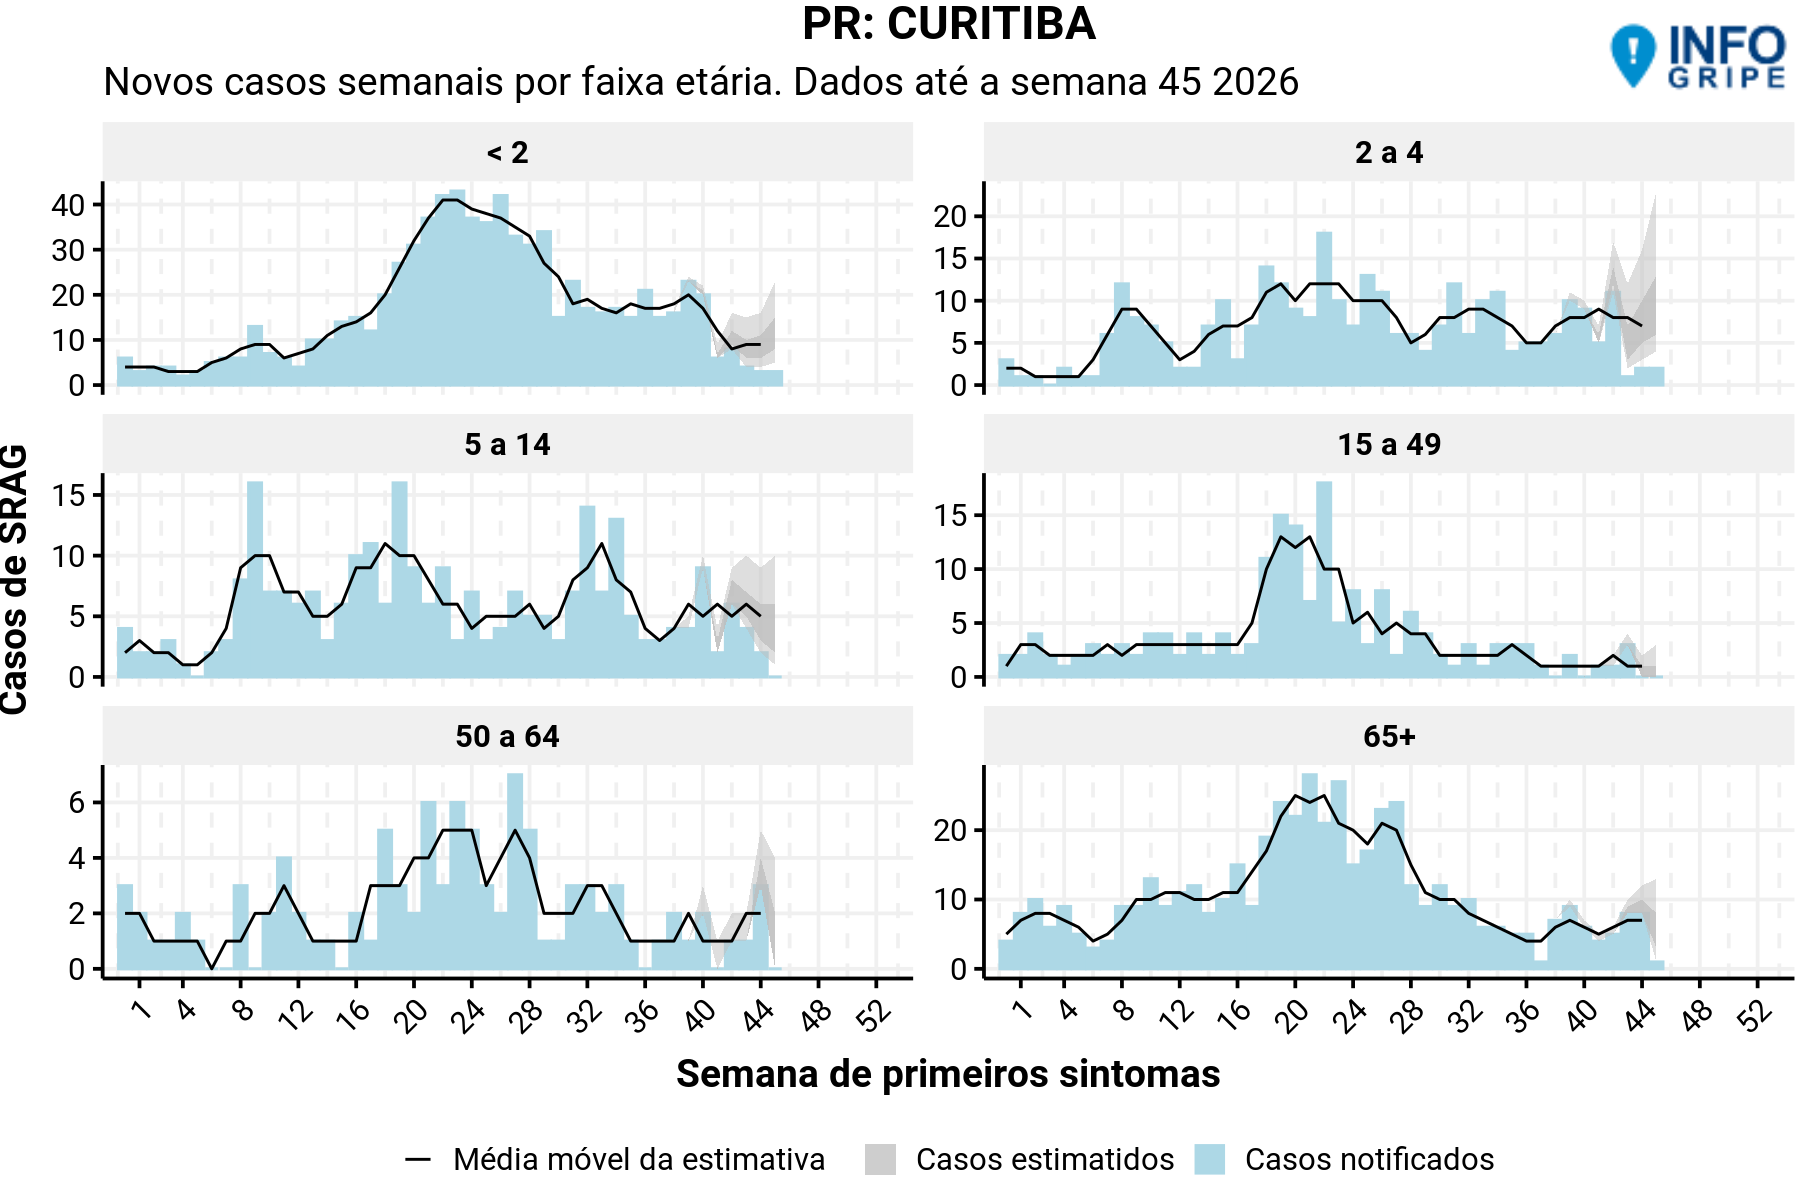 PR: CURITIBA
Novos casos semanais por faixa etária. Dados até a semana 45 2026
INFO
GRIPE
< 2
2 a 4
40
30
20
10
0
20
15
10
5
0
5 a 14
15 a 49
15
10
5
0
15
10
5
0
50 a 64
65+
6
4
2
0
20
10
0
1 4 8 12 16 20 24 28 32 36 40 44 48 52
1 4 8 12 16 20 24 28 32 36 40 44 48 52
Casos de SRAG
Semana de primeiros sintomas
Média móvel da estimativa Casos estimatidos Casos notificados